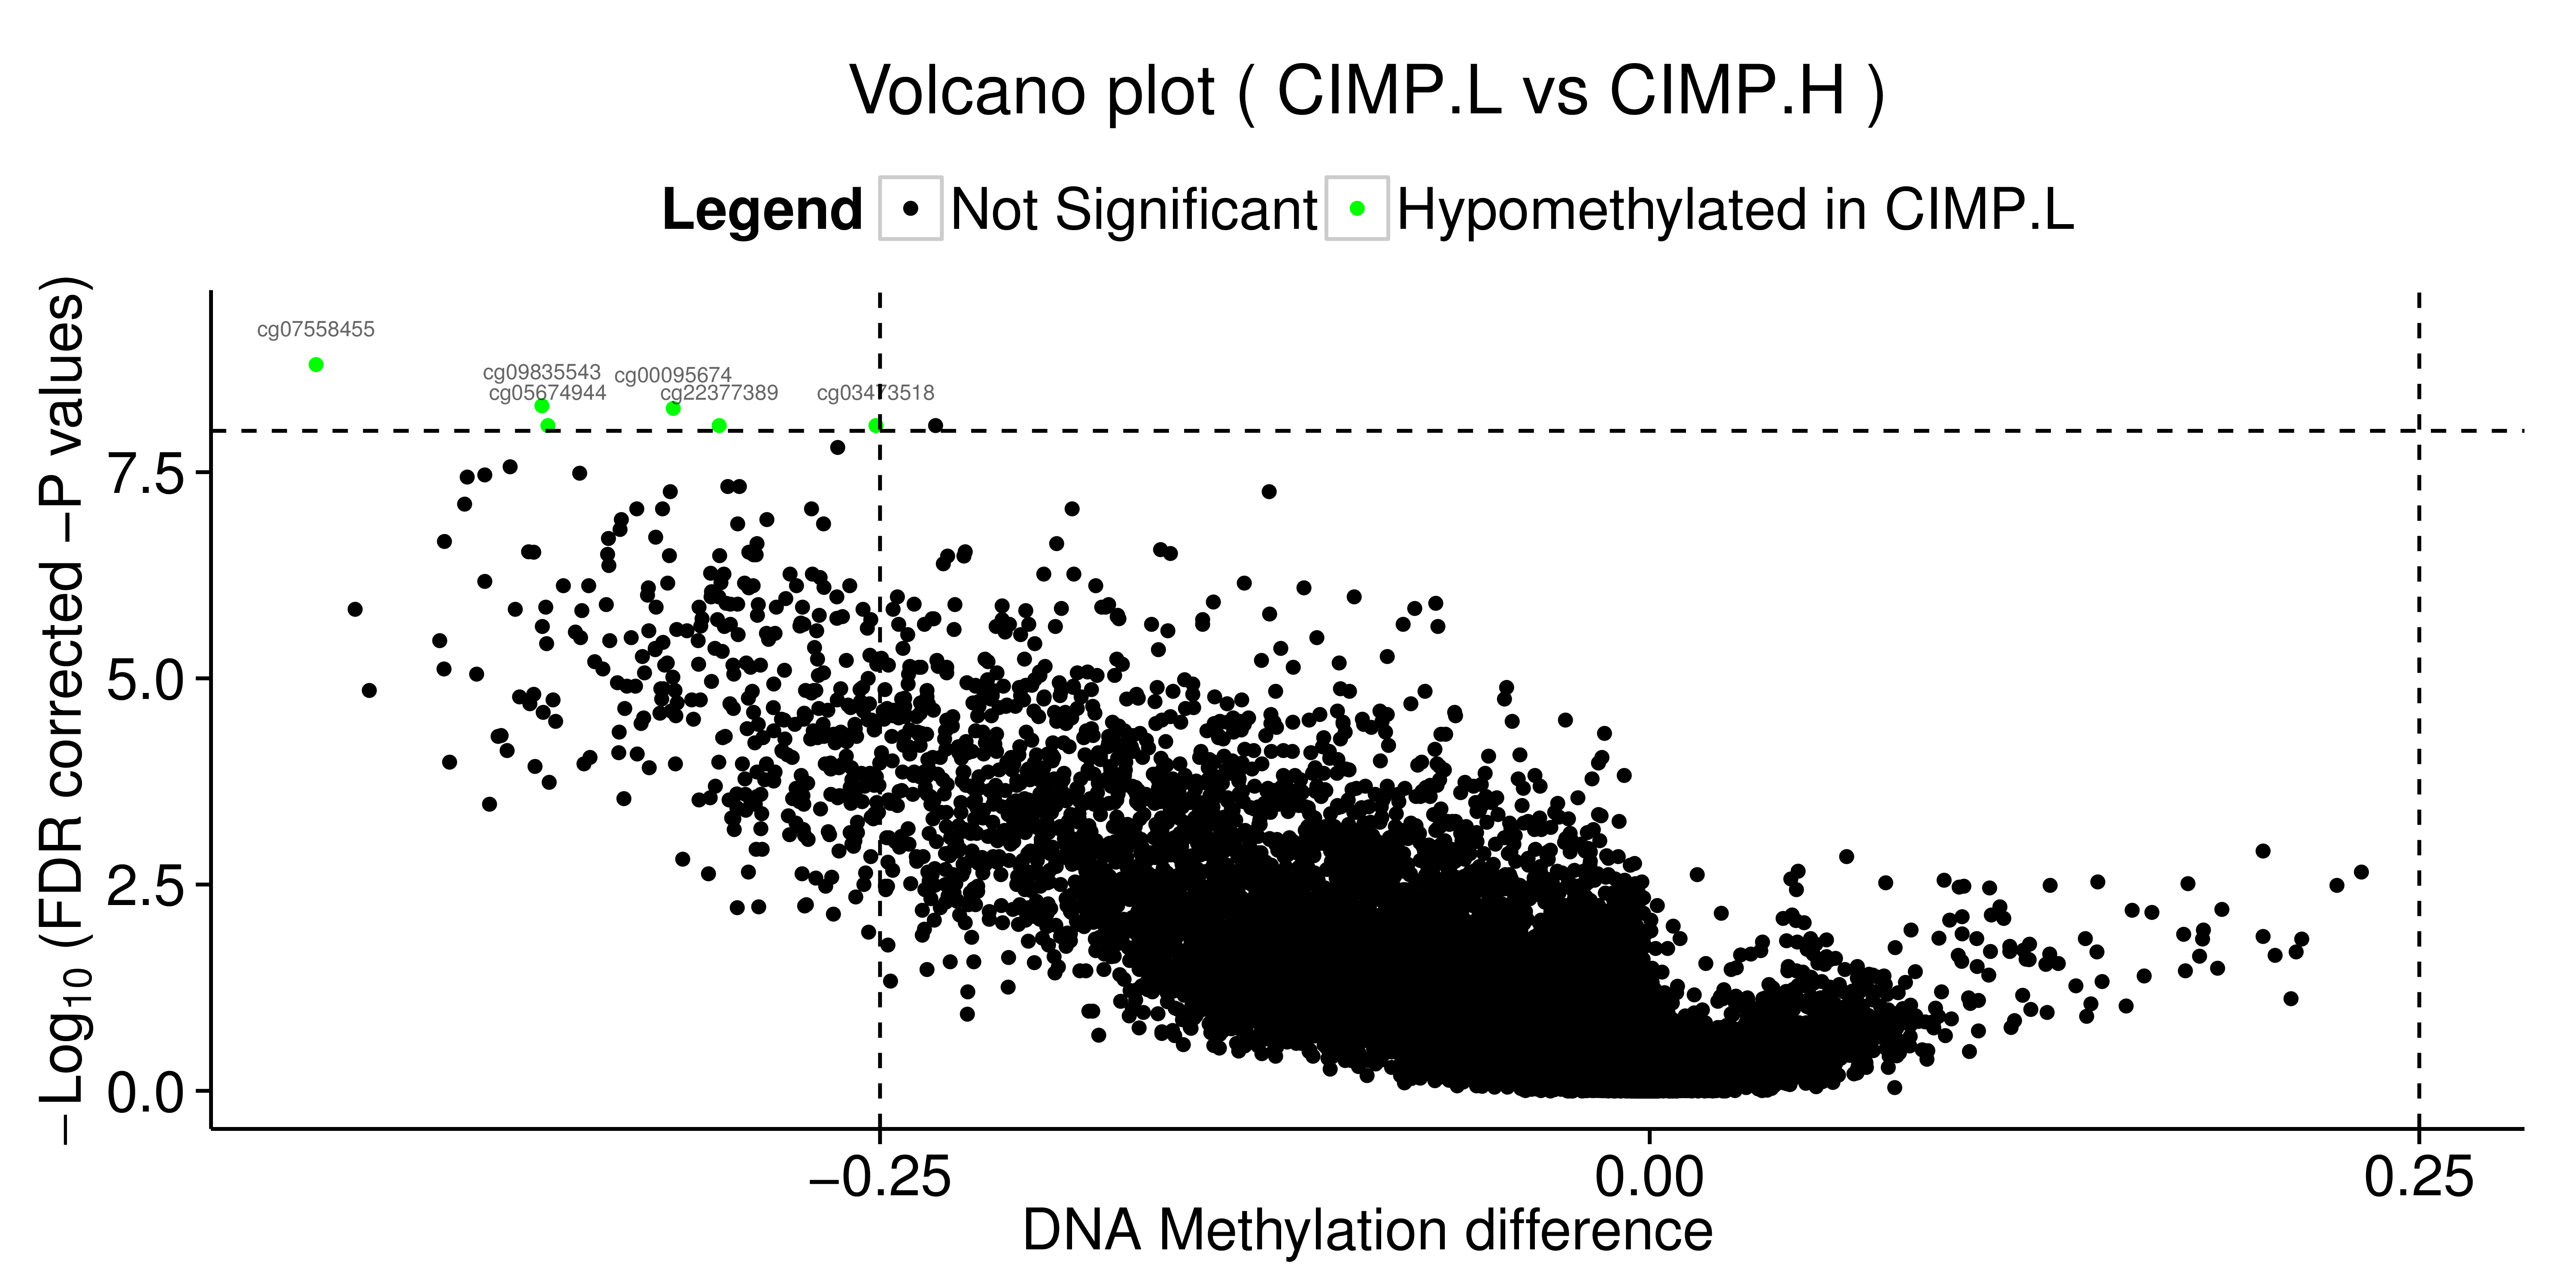 Volcano plot ( CIMP.L vs CIMP.H )
Legend Not Significant Hypomethylated in CIMP.L
−Log10 (FDR corrected −P values)
cg07558455
cg09835543
cg00095674
cg05674944
cg22377389
cg03473518
7.5
5.0
2.5
0.0
−0.25
0.00
0.25
DNA Methylation difference